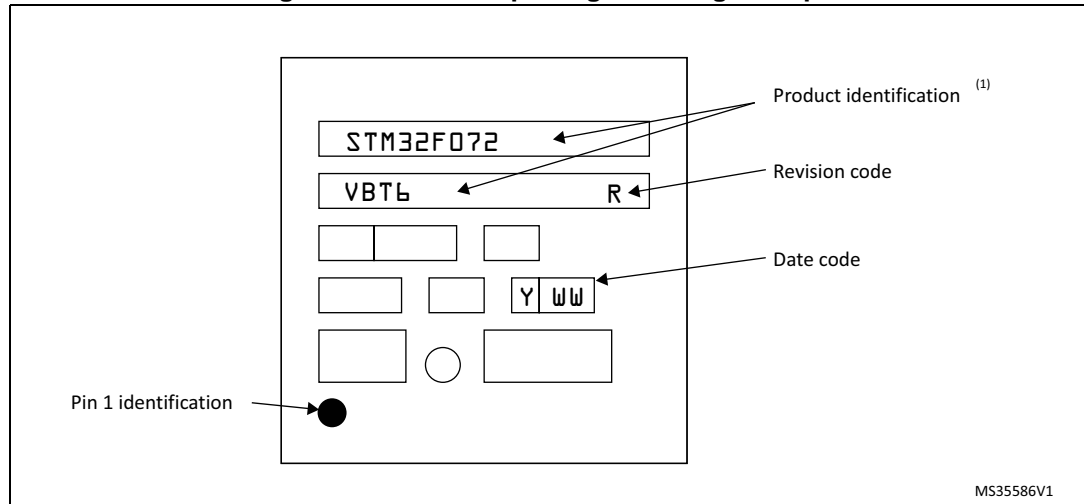 Product identification (1)
STM32F072
Revision code
VBT6 R
Date code
Y WW
Pin 1 identification
MS35586V1